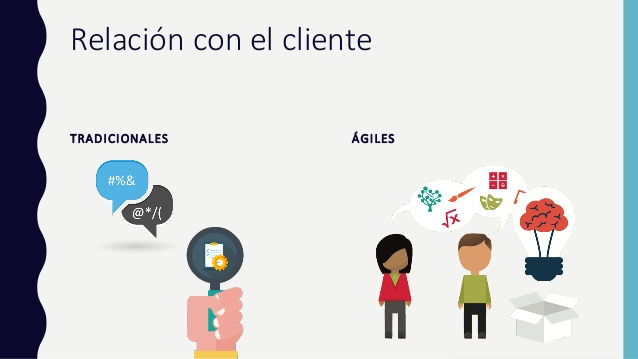 Relación con el cliente
TRADICIONALES
ÁGILES
#%&
@*/(
√x